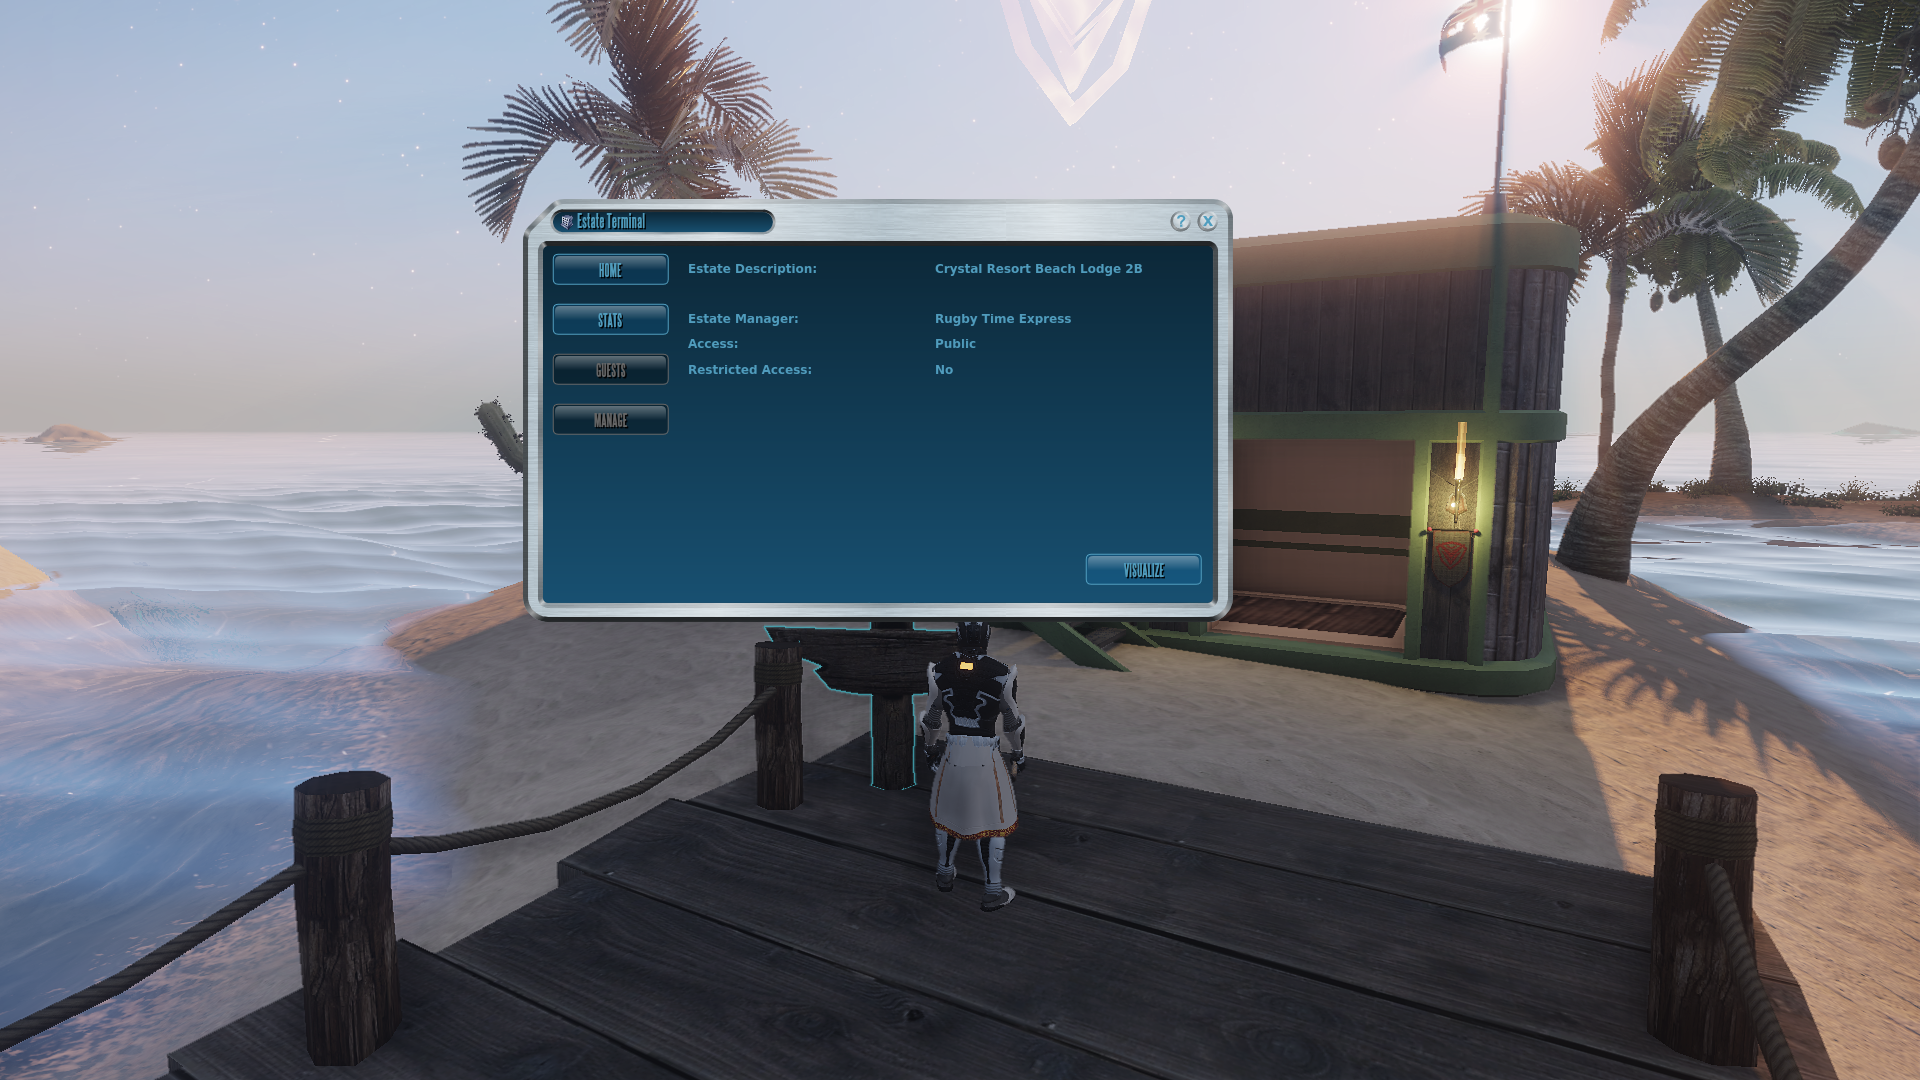 Estate Terminal
?
X
HOME
Estate Description: Crystal Resort Beach Lodge 2B
STATS
Estate Manager: Rugby Time Express
Access: Public
GUESTS
Restricted Access: No
MANAGE
VISUALIZE